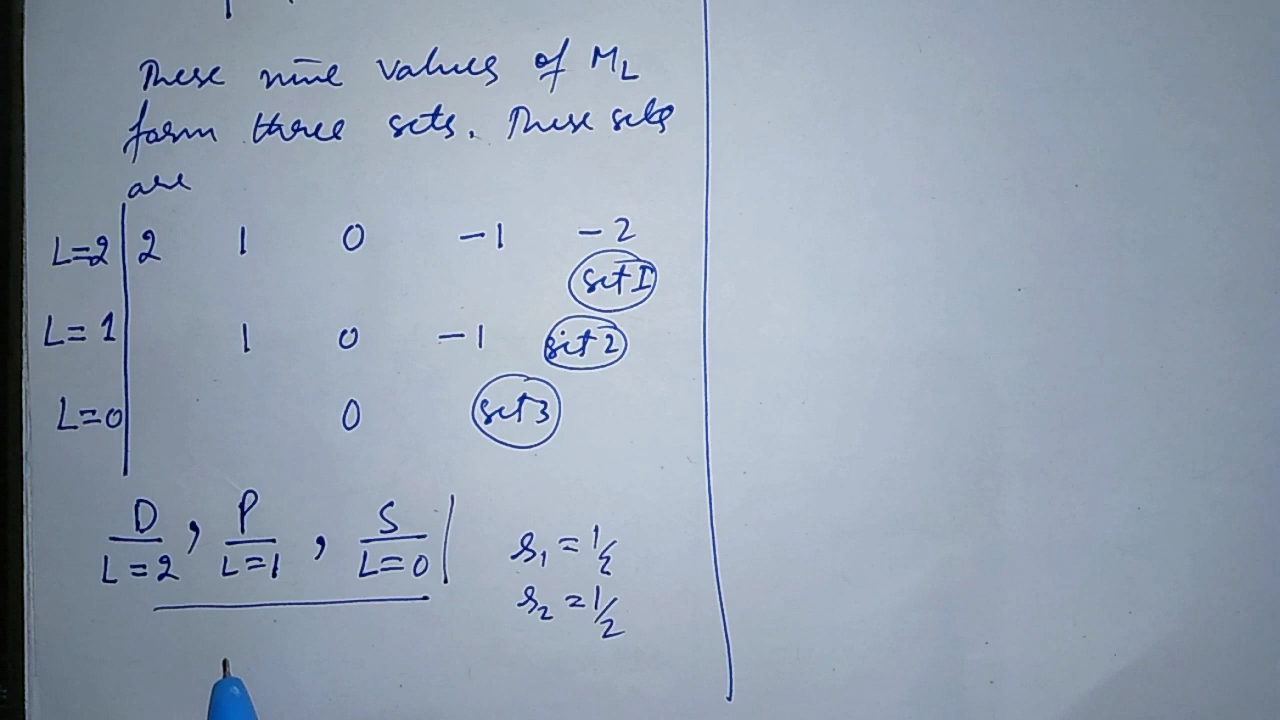 These nine values of ML
form three sets. These sets
are
L=2 | 2 1 0 -1 -2
set I
L=1 | 1 0 -1 set 2
L=0 | 0 set 3
D/L=2 , P/L=1 , S/L=0 |
s1 = 1/2
s2 = 1/2